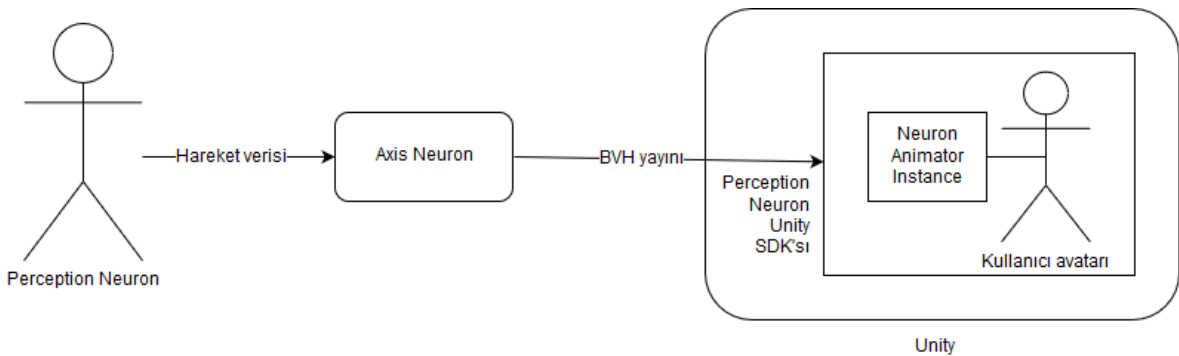 Perception Neuron
Hareket verisi
Axis Neuron
BVH yayını
Perception
Neuron
Unity
SDK'sı
Neuron
Animator
Instance
Kullanıcı avatarı
Unity